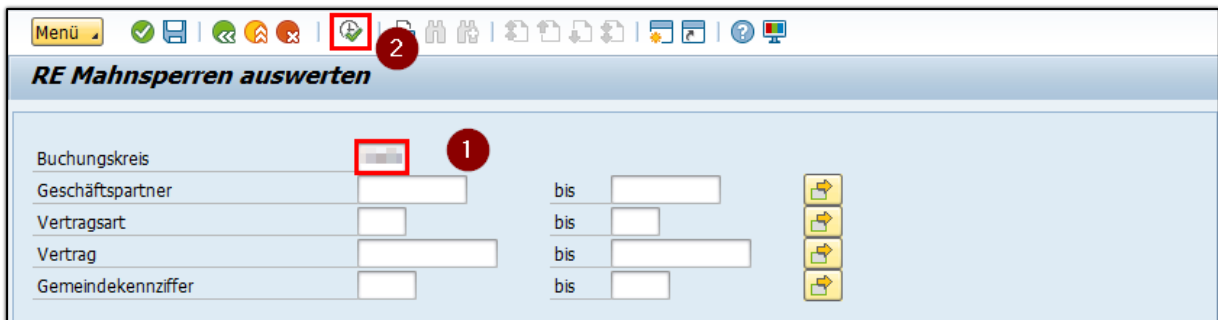 Menü
2
RE Mahnsperren auswerten
Buchungskreis
1
Geschäftspartner bis
Vertragsart bis
Vertrag bis
Gemeindekennziffer bis